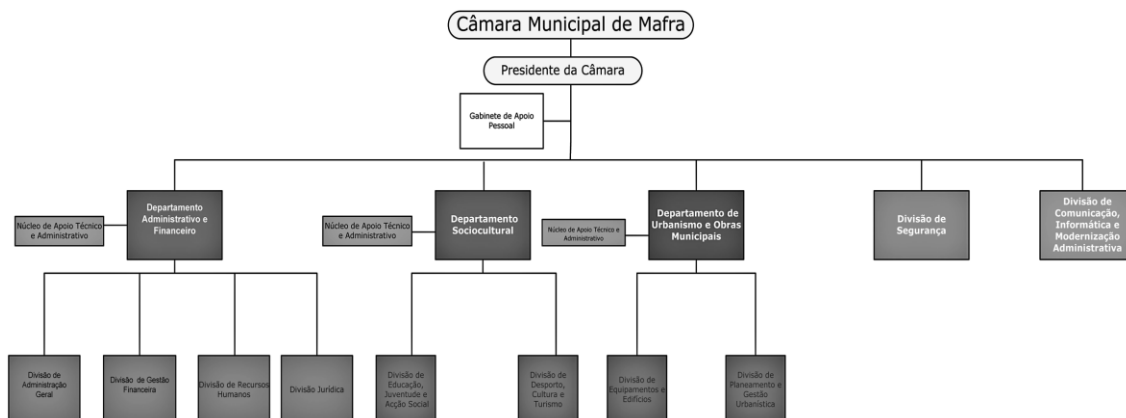 Câmara Municipal de Mafra
Presidente da Câmara
Gabinete de Apoio
Pessoal
Departamento
Administrativo e
Financeiro
Núcleo de Apoio Técnico
e Administrativo
Departamento
Sociocultural
Núcleo de Apoio Técnico
e Administrativo
Departamento de
Urbanismo e Obras
Municipais
Núcleo de Apoio Técnico e
Administrativo
Divisão de
Segurança
Divisão de
Comunicação,
Informática e
Modernização
Administrativa
Divisão de
Administração
Geral
Divisão de Gestão
Financeira
Divisão de Recursos
Humanos
Divisão Jurídica
Divisão de
Educação,
Juventude e
Acção Social
Divisão de
Desporto,
Cultura e
Turismo
Divisão de
Equipamentos e
Edifícios
Divisão de
Planeamento e
Gestão
Urbanística